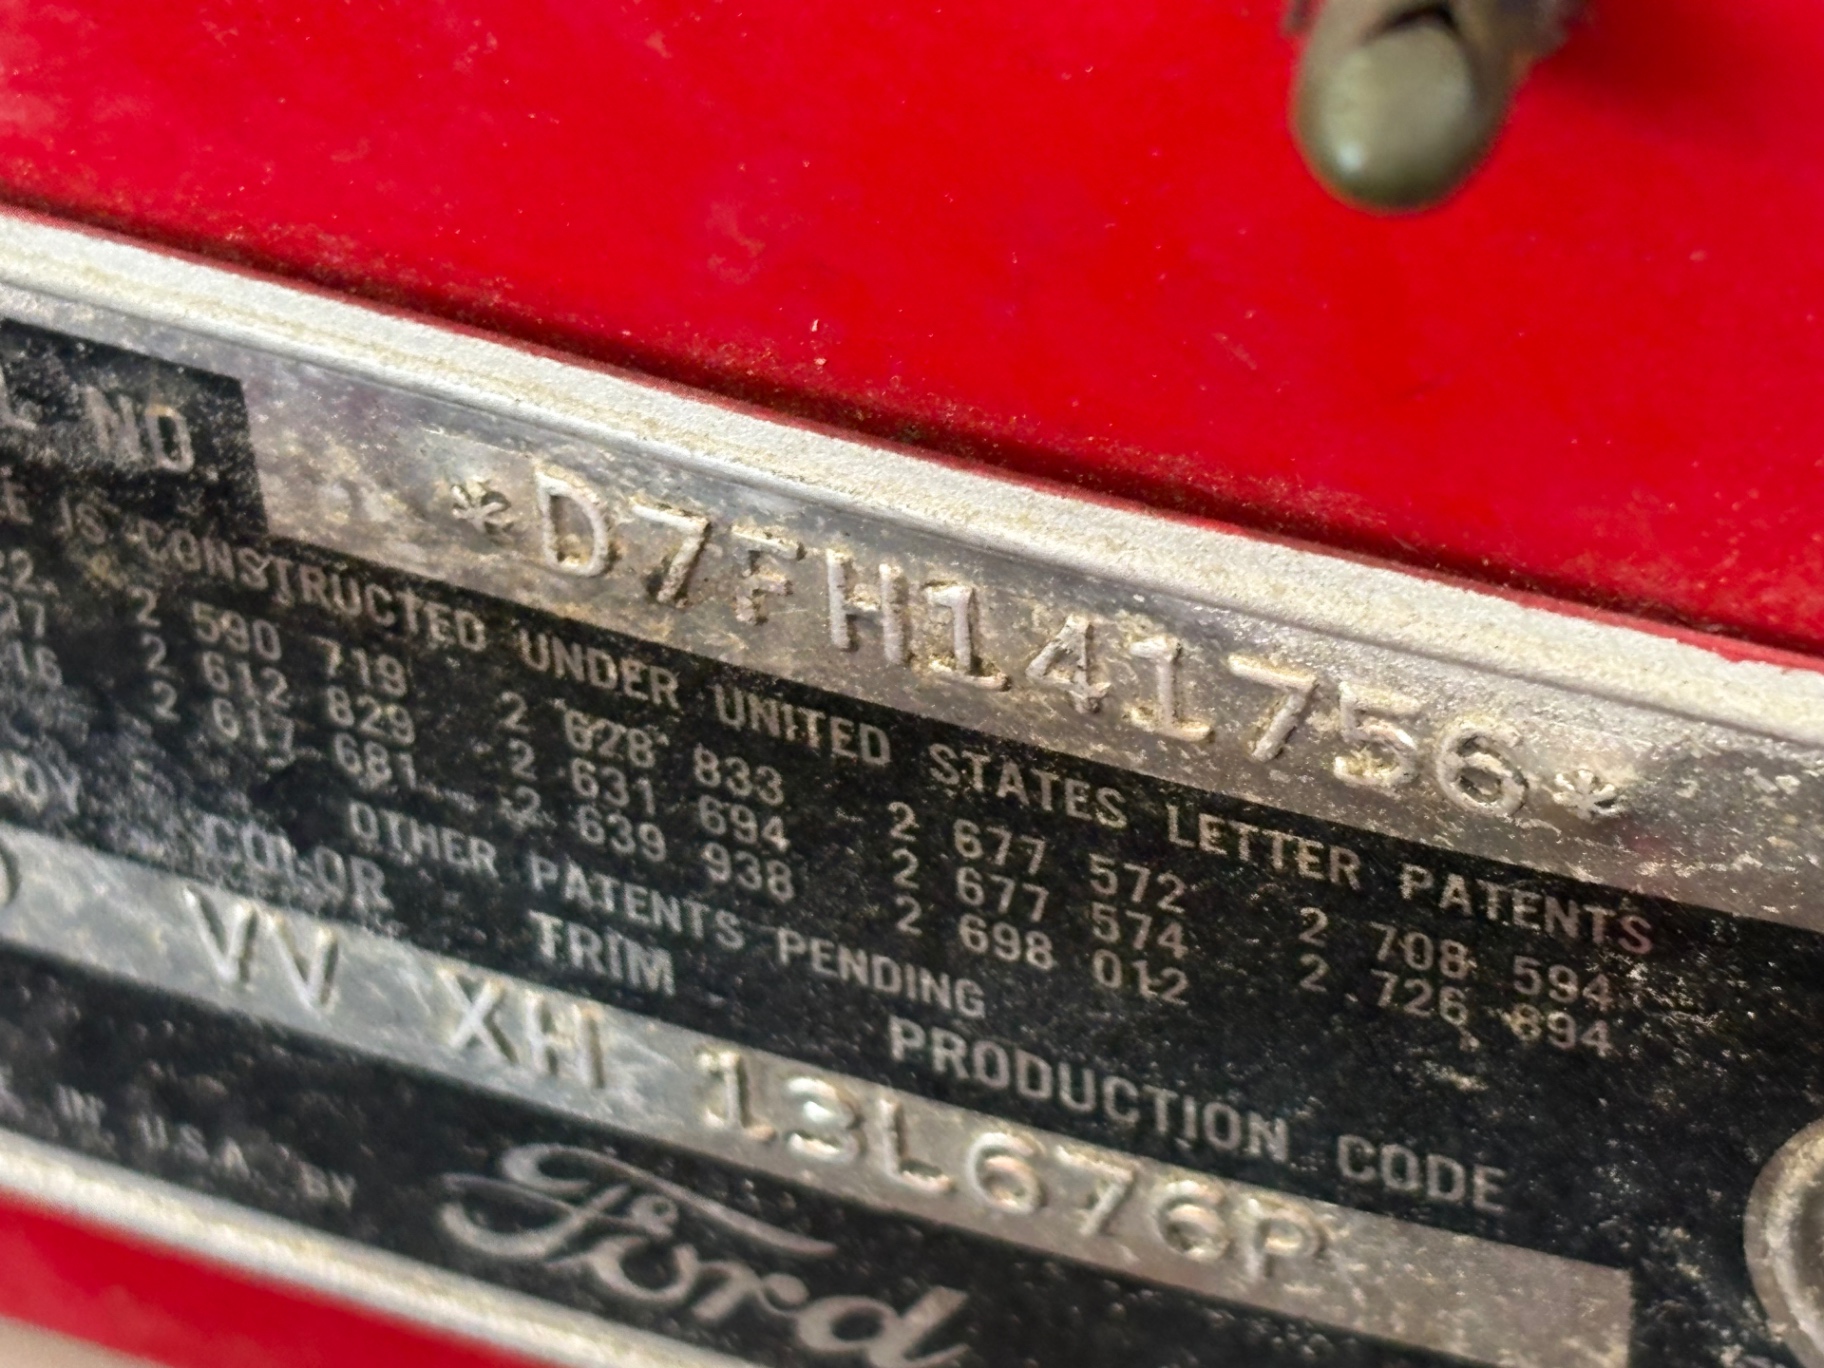 NO.
*D7FH141756*
IS CONSTRUCTED UNDER UNITED STATES LETTER PATENTS
2 590 719 2 628 833 2 677 572 2 708 594
2 612 829 2 631 694 2 677 574 2 726 894
2 617 681 2 639 938 2 698 012
OTHER PATENTS PENDING
COLOR TRIM PRODUCTION CODE
VV XH 13L676P
IN U.S.A. BY
Ford